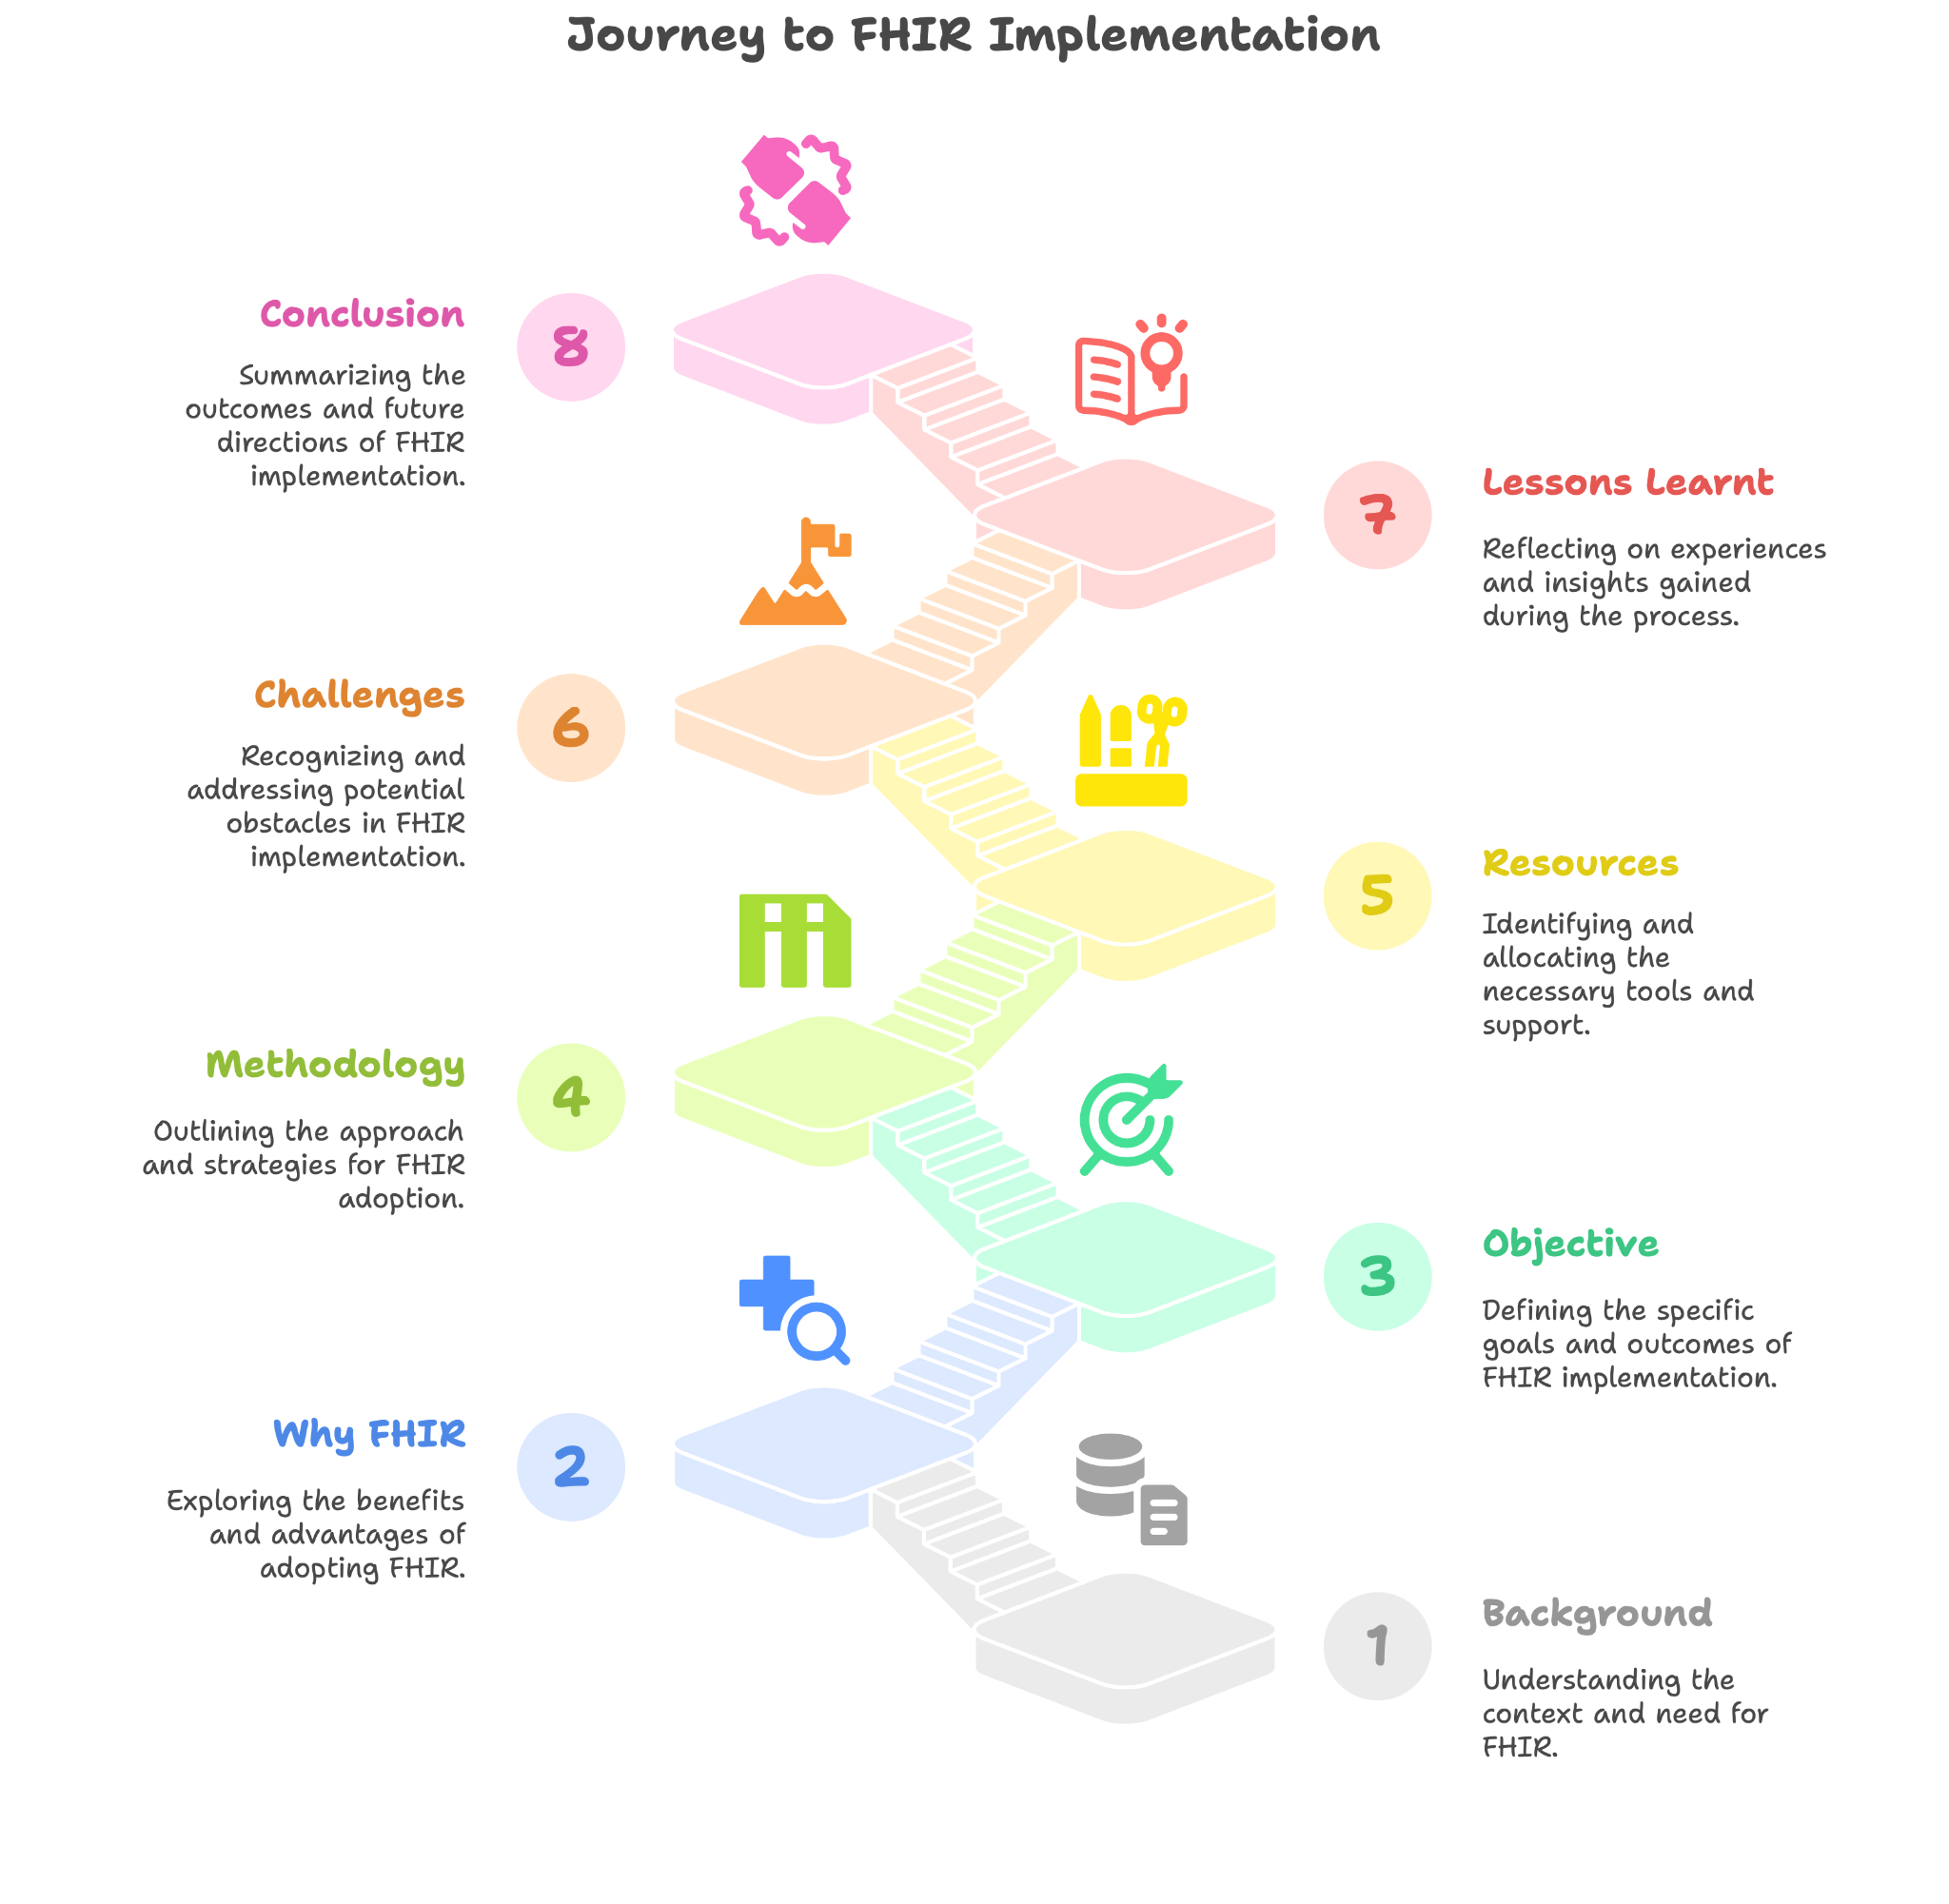 Journey to FHIR Implementation
Conclusion
8
Summarizing the
outcomes and future
directions of FHIR
implementation.
Lessons Learnt
7
Reflecting on experiences
and insights gained
during the process.
Challenges
6
Recognizing and
addressing potential
obstacles in FHIR
implementation.
Resources
5
Identifying and
allocating the
necessary tools and
support.
Methodology
4
Outlining the approach
and strategies for FHIR
adoption.
Objective
3
Defining the specific
goals and outcomes of
FHIR implementation.
Why FHIR
2
Exploring the benefits
and advantages of
adopting FHIR.
Background
1
Understanding the
context and need for
FHIR.